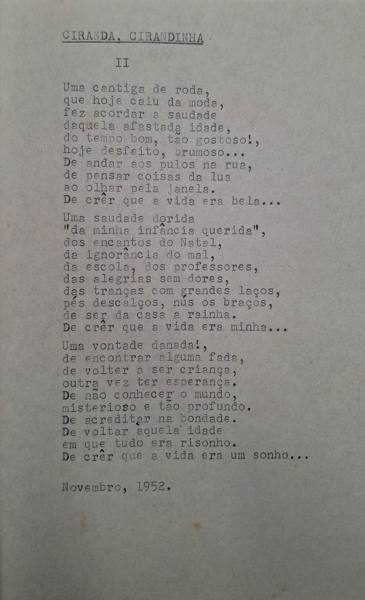 CIRANDA, CIRANDINHA
II
Uma cantiga de roda,
que hoje caiu da moda,
fez acordar a saudade
daquela afastada idade,
do tempo bom, tão gostoso!,
hoje desfeito, brumoso...
De andar aos pulos na rua,
de pensar coisas da lua
ao olhar pela janela.
De crêr que a vida era bela...
Uma saudade dorida
"da minha infância querida",
dos encantos do Natal,
da ignorância do mal,
da escola, dos professores,
das alegrias sem dores,
das tranças com grandes laços,
pés descalços, nús os braços,
de ser da casa a rainha.
De crêr que a vida era minha...
Uma vontade danada!,
de encontrar alguma fada,
de volver a ser criança,
outra vez ter esperança.
De não conhecer o mundo,
misterioso e tão profundo.
De acreditar na bondade.
De voltar àquela idade
em que tudo era risonho.
De crêr que a vida era um sonho...
Novembro, 1952.